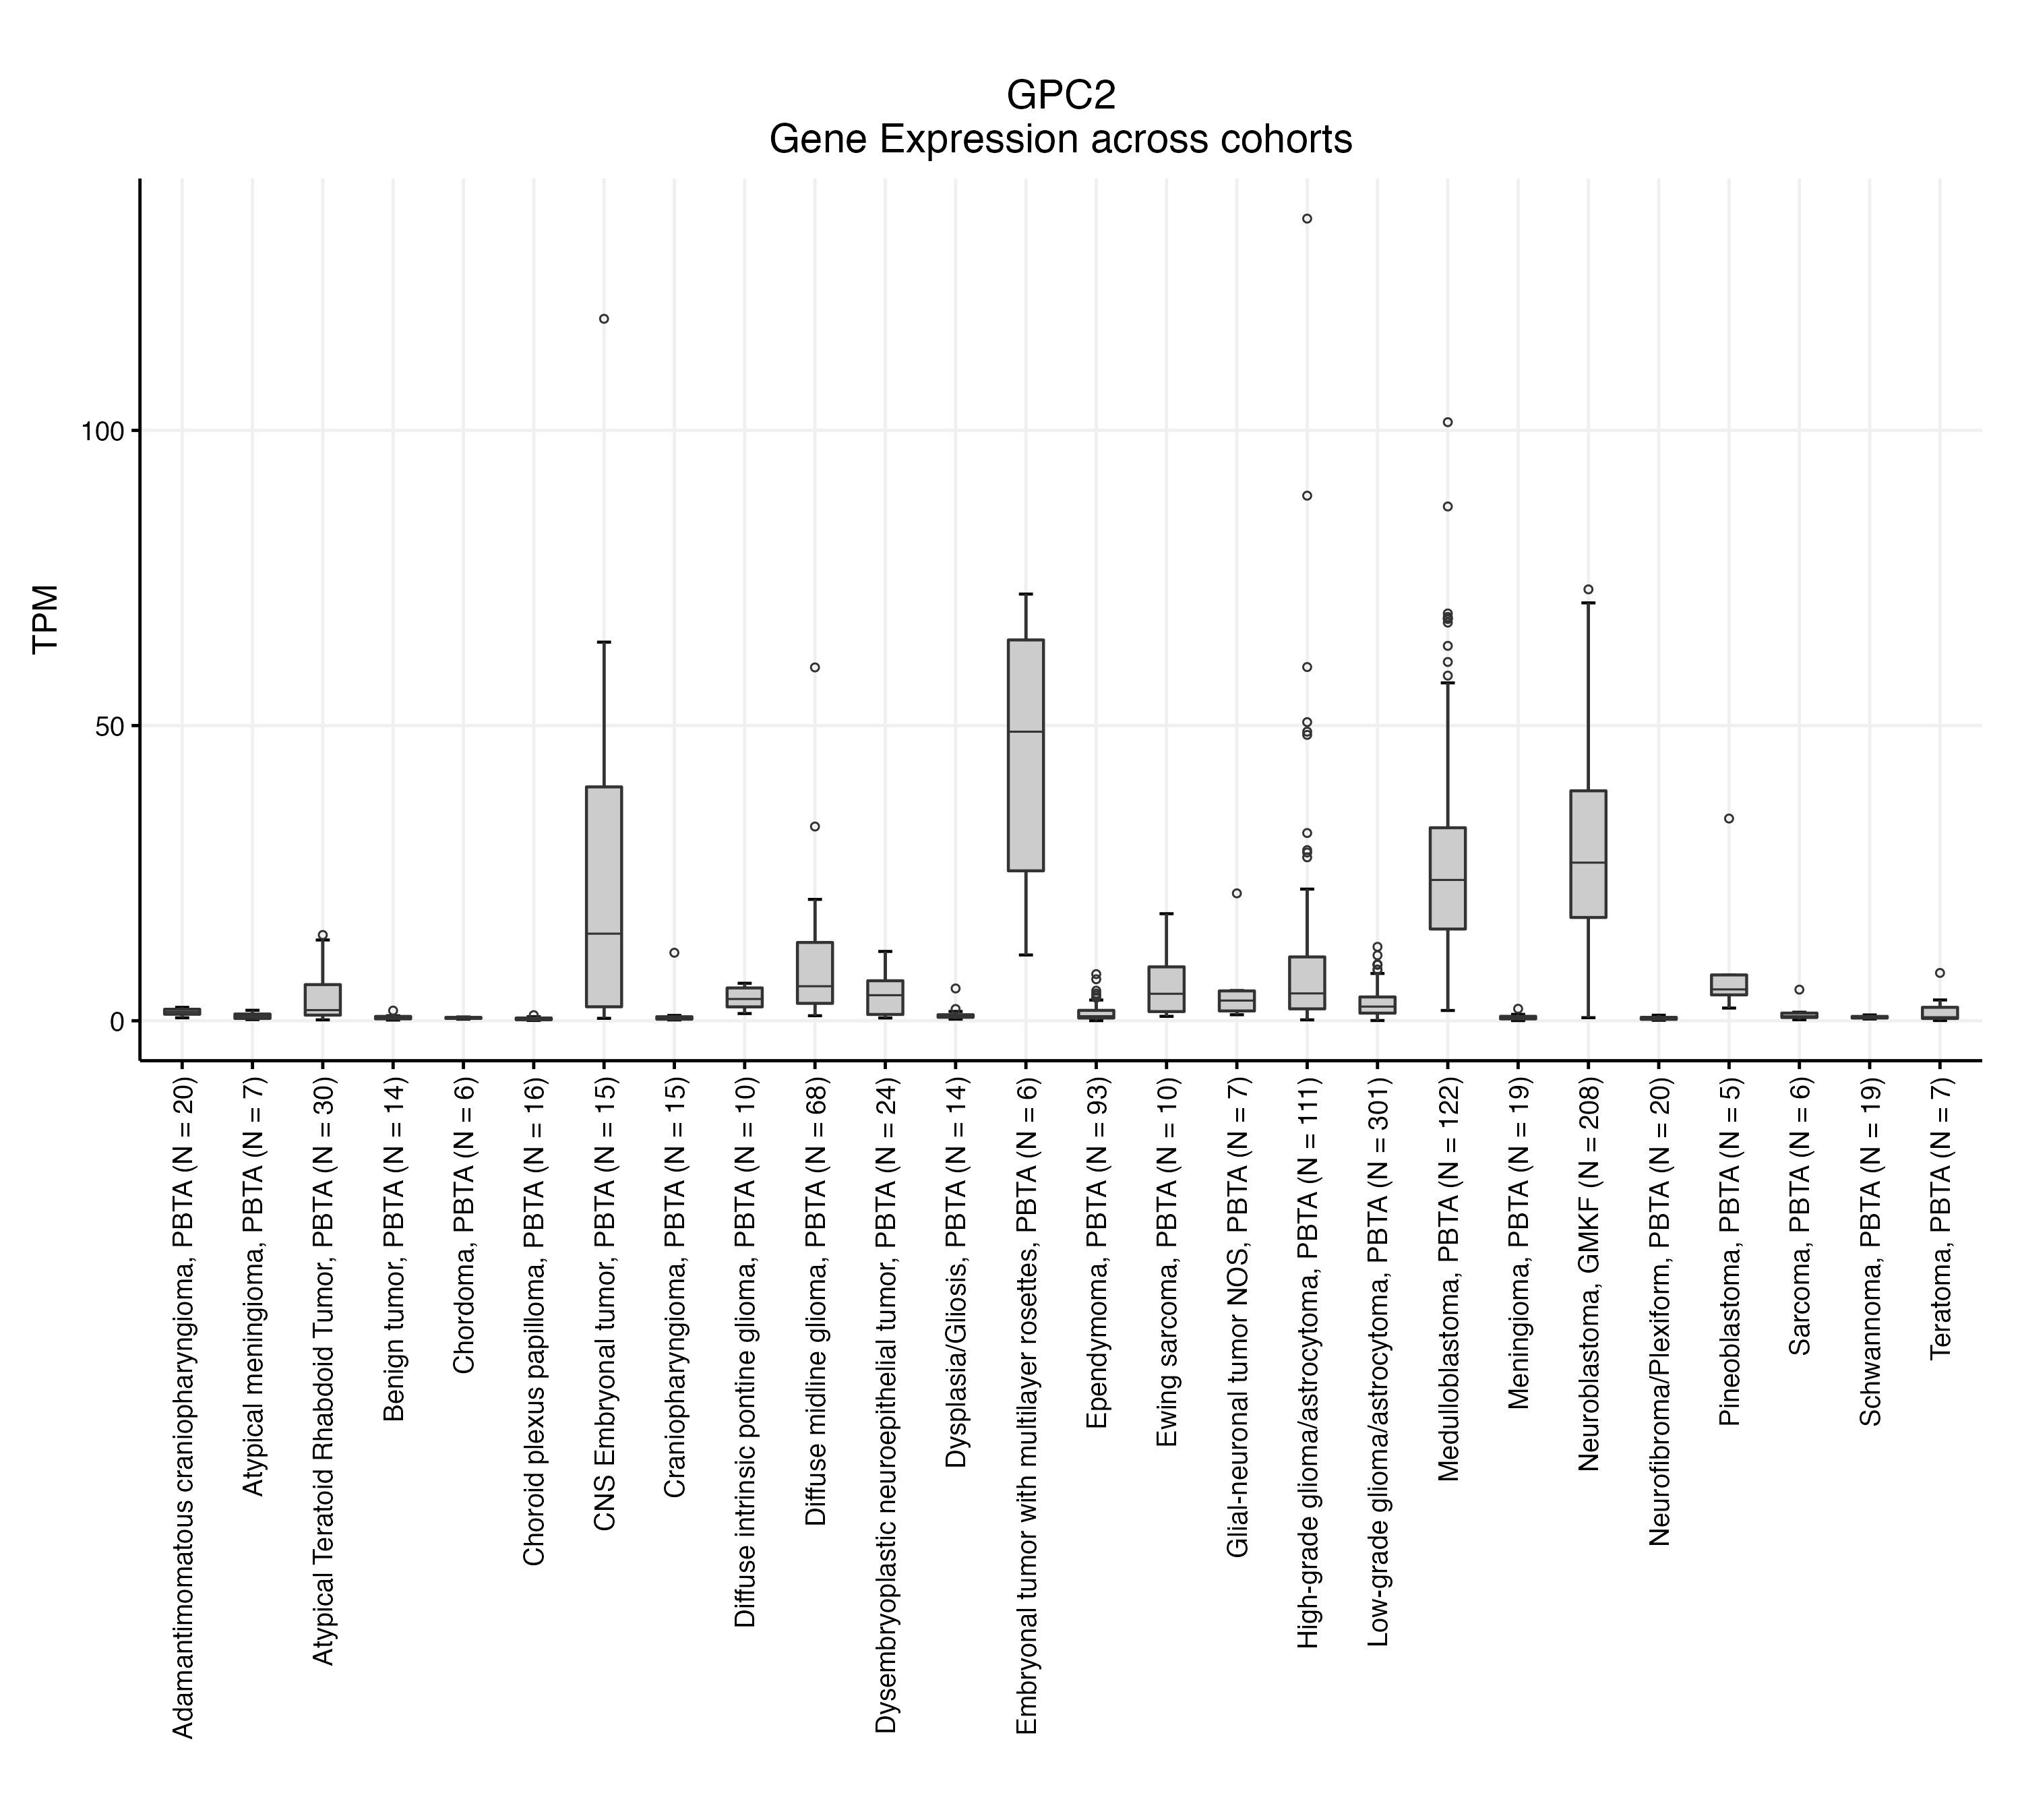 GPC2
Gene Expression across cohorts
TPM
100
50
0
Adamantimomatous craniopharyngioma, PBTA (N = 20)
Atypical meningioma, PBTA (N = 7)
Atypical Teratoid Rhabdoid Tumor, PBTA (N = 30)
Benign tumor, PBTA (N = 14)
Chordoma, PBTA (N = 6)
Choroid plexus papilloma, PBTA (N = 16)
CNS Embryonal tumor, PBTA (N = 15)
Craniopharyngioma, PBTA (N = 15)
Diffuse intrinsic pontine glioma, PBTA (N = 10)
Diffuse midline glioma, PBTA (N = 68)
Dysembryoplastic neuroepithelial tumor, PBTA (N = 24)
Dysplasia/Gliosis, PBTA (N = 14)
Embryonal tumor with multilayer rosettes, PBTA (N = 6)
Ependymoma, PBTA (N = 93)
Ewing sarcoma, PBTA (N = 10)
Glial-neuronal tumor NOS, PBTA (N = 7)
High-grade glioma/astrocytoma, PBTA (N = 111)
Low-grade glioma/astrocytoma, PBTA (N = 301)
Medulloblastoma, PBTA (N = 122)
Meningioma, PBTA (N = 19)
Neuroblastoma, GMKF (N = 208)
Neurofibroma/Plexiform, PBTA (N = 20)
Pineoblastoma, PBTA (N = 5)
Sarcoma, PBTA (N = 6)
Schwannoma, PBTA (N = 19)
Teratoma, PBTA (N = 7)